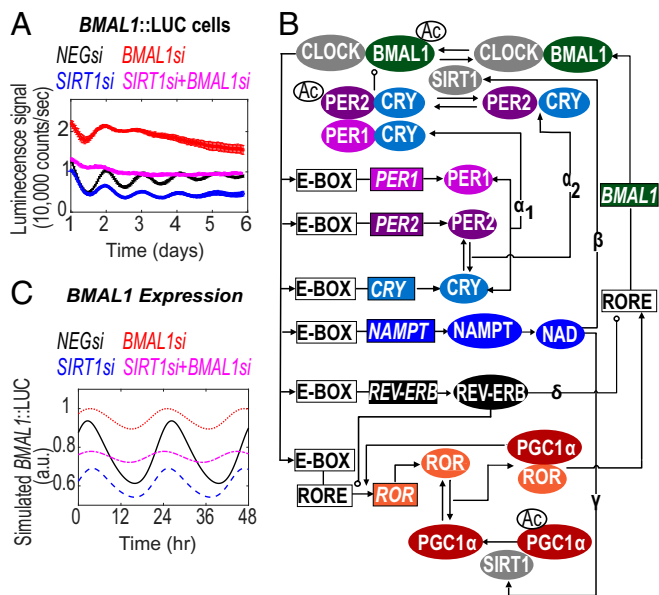 A
BMAL1::LUC cells
NEGsi BMAL1si
SIRT1si SIRT1si+BMAL1si
Luminecsence signal
(10,000 counts/sec)
2
1
0
1 2 3 4 5 6
Time (days)
C
BMAL1 Expression
NEGsi BMAL1si
SIRT1si SIRT1si+BMAL1si
Simulated BMAL1::LUC
(a.u.)
1
0.8
0.6
0 12 24 36 48
Time (hr)
B
Ac
CLOCK BMAL1 CLOCK BMAL1
SIRT1
Ac
PER2 CRY PER2 CRY
PER1 CRY
E-BOX PER1 PER1
α1
α2
BMAL1
E-BOX PER2 PER2
β
E-BOX CRY CRY
RORE
E-BOX NAMPT NAMPT NAD
E-BOX REV-ERB REV-ERB δ
E-BOX
RORE ROR ROR
PGC1α
ROR
γ
Ac
PGC1α PGC1α
SIRT1